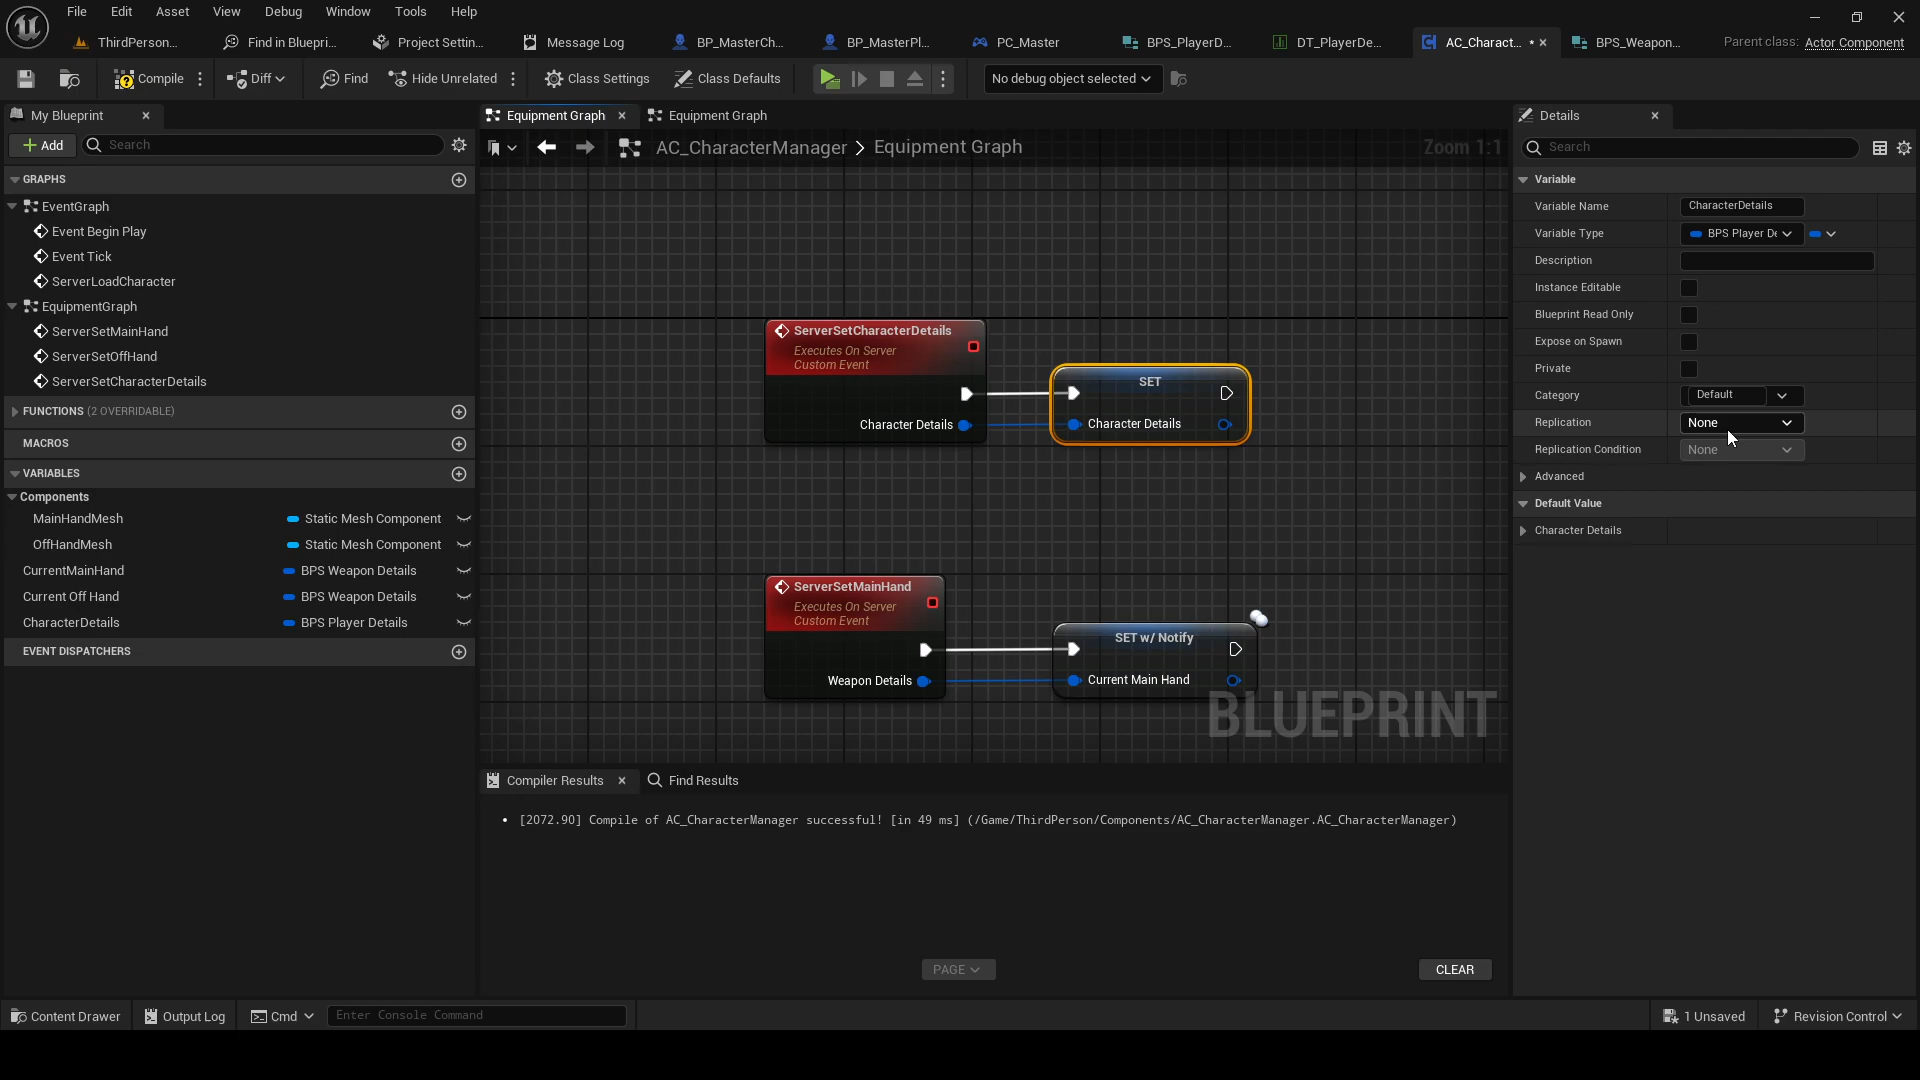 File Edit Asset View Debug Window Tools Help
ThirdPerson... Find in Bluepri... Project Settin... Message Log BP_MasterCh... BP_MasterPl... PC_Master BPS_PlayerD... DT_PlayerDe... AC_Charact... * BPS_Weapon... Parent class: Actor Component
Compile Diff Find Hide Unrelated Class Settings Class Defaults No debug object selected
My Blueprint
Add Search
GRAPHS
EventGraph
Event Begin Play
Event Tick
ServerLoadCharacter
EquipmentGraph
ServerSetMainHand
ServerSetOffHand
ServerSetCharacterDetails
FUNCTIONS (2 OVERRIDABLE)
MACROS
VARIABLES
Components
MainHandMesh Static Mesh Component
OffHandMesh Static Mesh Component
CurrentMainHand BPS Weapon Details
Current Off Hand BPS Weapon Details
CharacterDetails BPS Player Details
EVENT DISPATCHERS
Equipment Graph Equipment Graph
AC_CharacterManager > Equipment Graph Zoom 1:1
ServerSetCharacterDetails
Executes On Server
Custom Event
Character Details
SET
Character Details
ServerSetMainHand
Executes On Server
Custom Event
Weapon Details
SET w/ Notify
Current Main Hand
BLUEPRINT
Compiler Results Find Results
[2072.90] Compile of AC_CharacterManager successful! [in 49 ms] (/Game/ThirdPerson/Components/AC_CharacterManager.AC_CharacterManager)
PAGE CLEAR
Details
Search
Variable
Variable Name CharacterDetails
Variable Type BPS Player De
Description
Instance Editable
Blueprint Read Only
Expose on Spawn
Private
Category Default
Replication None
Replication Condition None
Advanced
Default Value
Character Details
Content Drawer Output Log Cmd Enter Console Command 1 Unsaved Revision Control